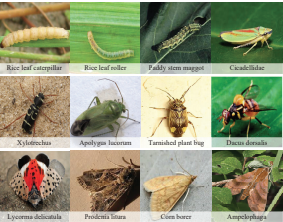 Rice leaf caterpillar
Rice leaf roller
Paddy stem maggot
Cicadellidae
Xylotrechus
Apolygus lucorum
Tarnished plant bug
Dacus dorsalis
Lycorma delicatula
Prodenia litura
Corn borer
Ampelophaga